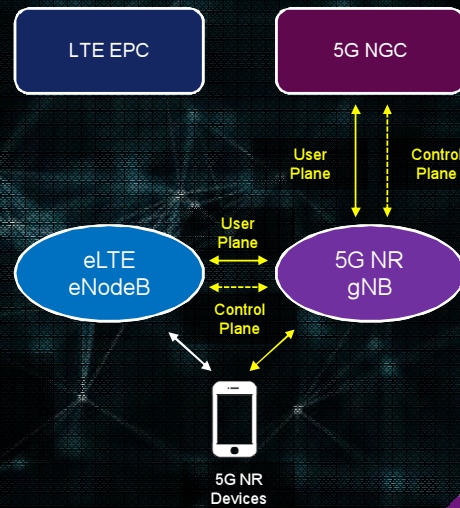 LTE EPC
5G NGC
User
Plane
Control
Plane
User
Plane
eLTE
eNodeB
5G NR
gNB
Control
Plane
5G NR
Devices